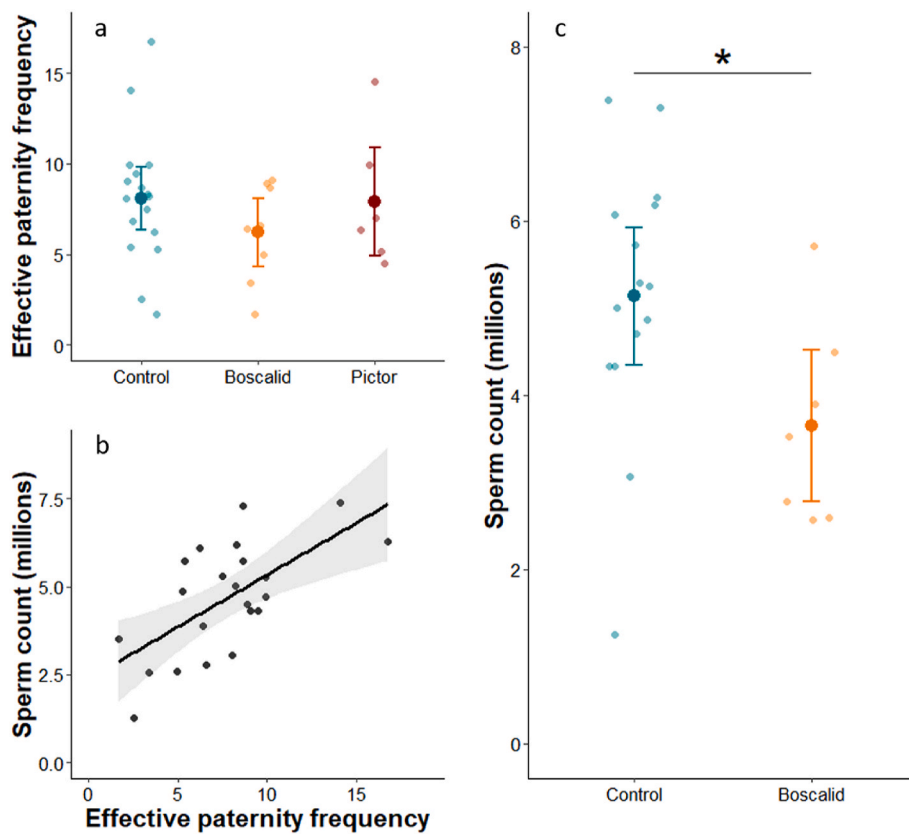 a
Effective paternity frequency
15
10
5
0
Control Boscalid Pictor
b
Sperm count (millions)
7.5
5.0
2.5
0.0
0 5 10 15
Effective paternity frequency
c
*
Sperm count (millions)
8
6
4
2
0
Control Boscalid